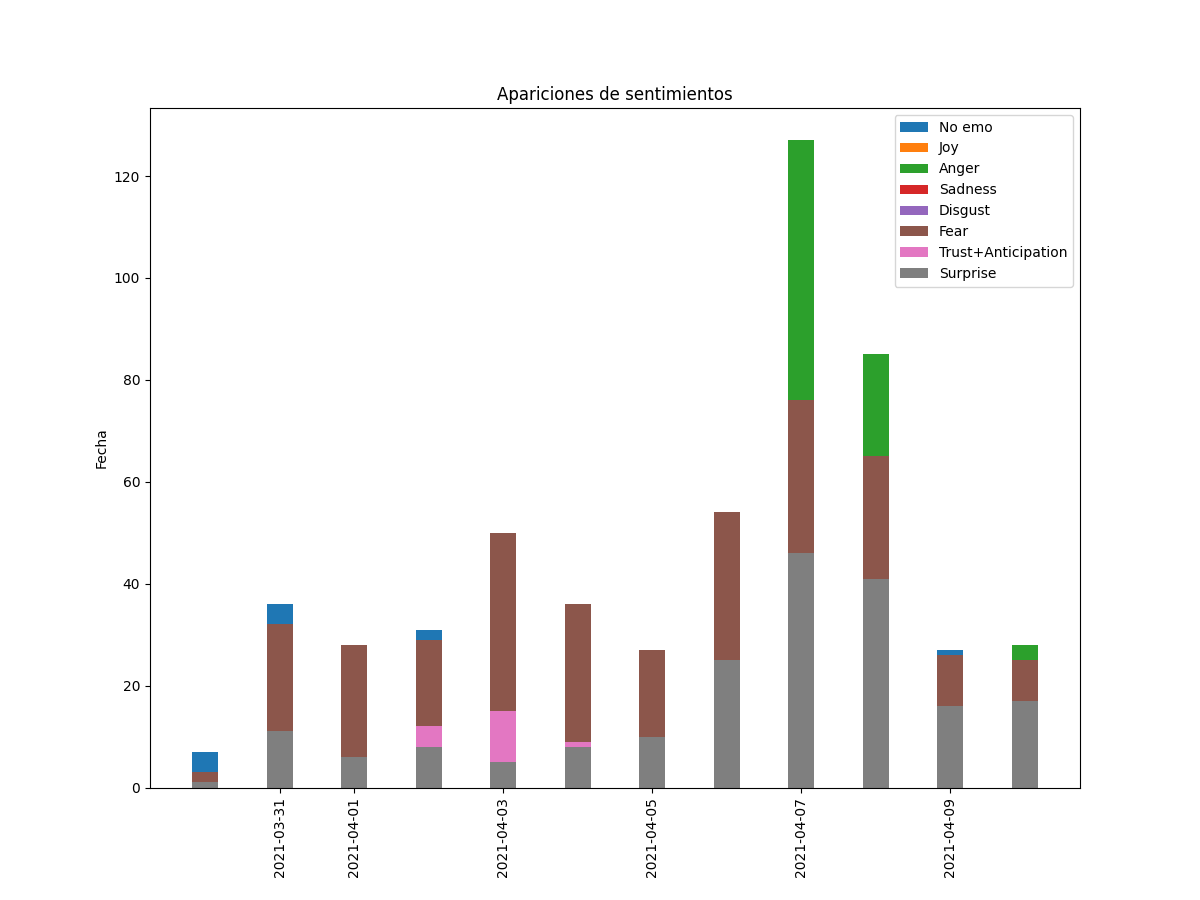 Apariciones de sentimientos
No emo
Joy
Anger
Sadness
Disgust
Fear
Trust+Anticipation
Surprise
Fecha
120
100
80
60
40
20
0
2021-03-31
2021-04-01
2021-04-03
2021-04-05
2021-04-07
2021-04-09